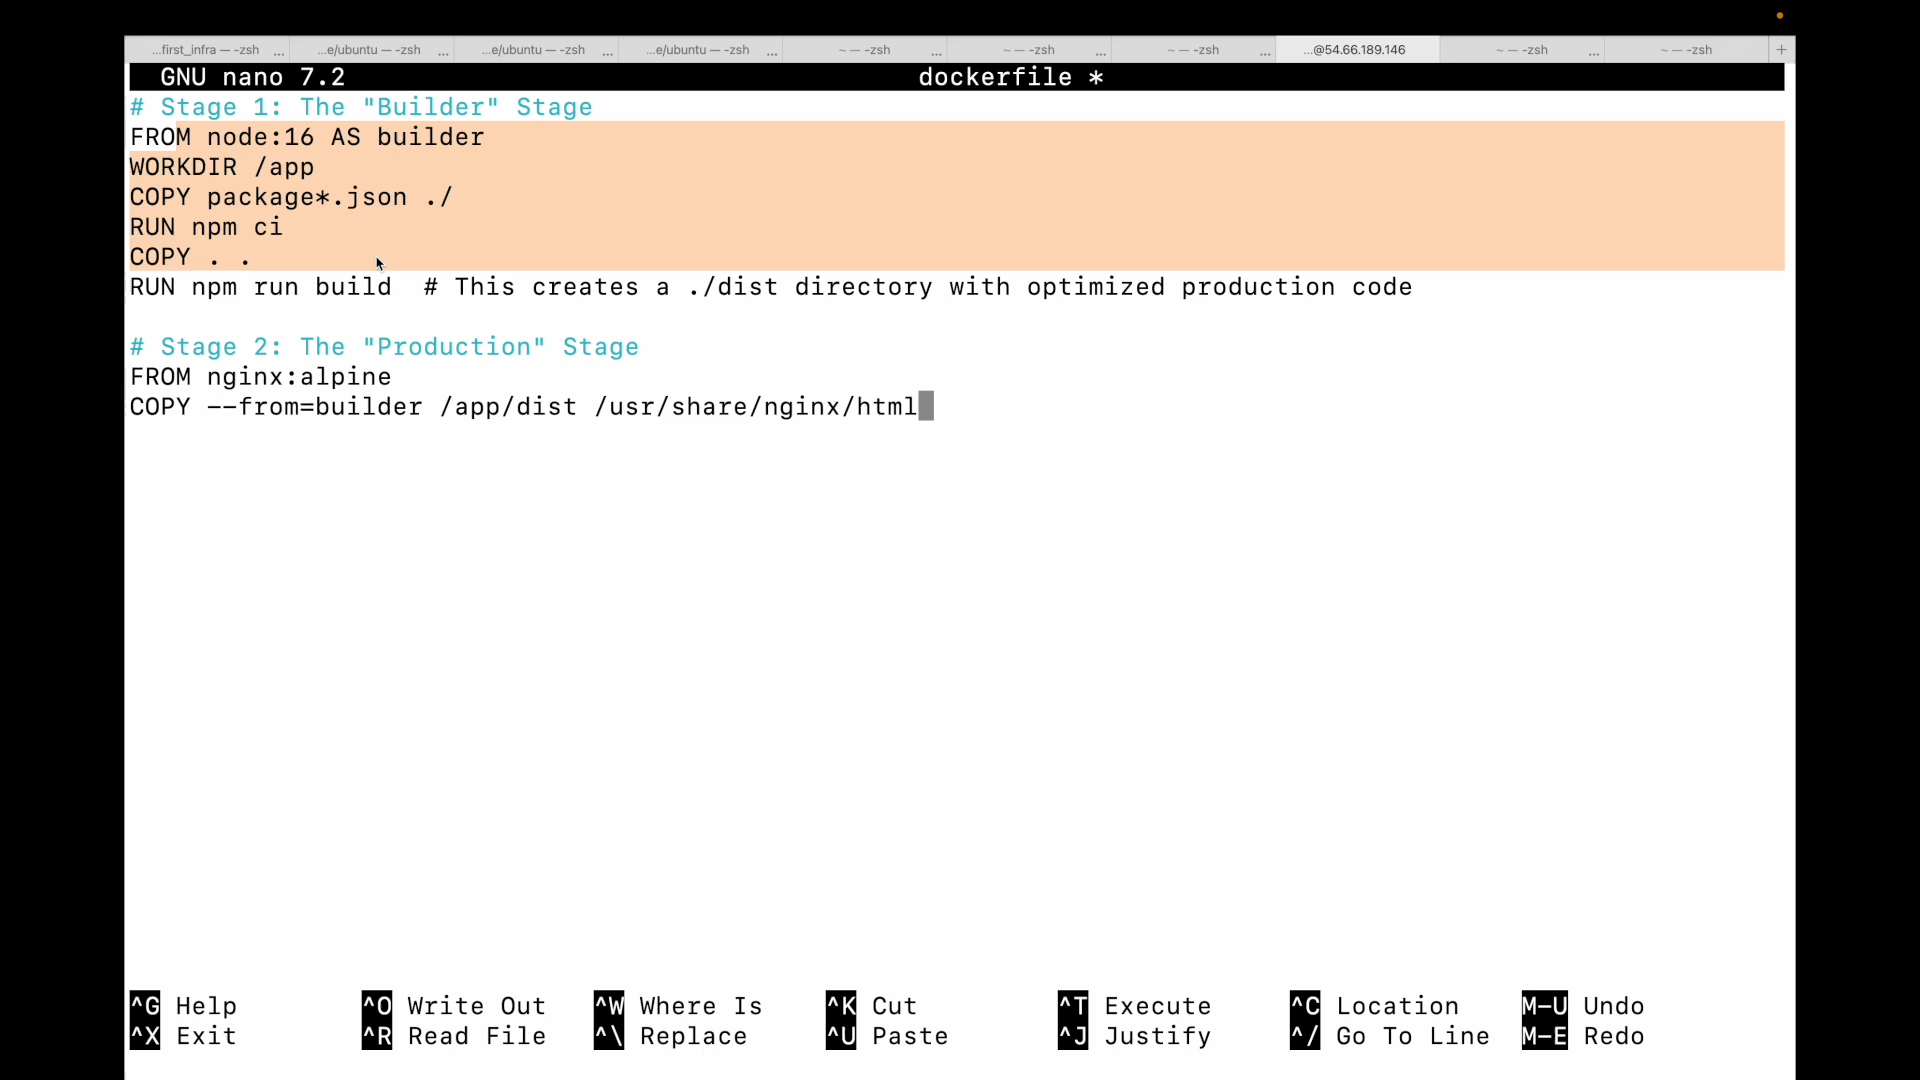 ...first_infra — -zsh ... ...e/ubuntu — -zsh ... ...e/ubuntu — -zsh ... ...e/ubuntu — -zsh ... ~ — -zsh ... ~ — -zsh ... ~ — -zsh ... ...@54.66.189.146 ~ — -zsh ... ~ — -zsh +
GNU nano 7.2 dockerfile *
# Stage 1: The "Builder" Stage
FROM node:16 AS builder
WORKDIR /app
COPY package*.json ./
RUN npm ci
COPY . .
RUN npm run build  # This creates a ./dist directory with optimized production code
# Stage 2: The "Production" Stage
FROM nginx:alpine
COPY --from=builder /app/dist /usr/share/nginx/html
^G Help ^O Write Out ^W Where Is ^K Cut ^T Execute ^C Location M-U Undo
^X Exit ^R Read File ^\ Replace ^U Paste ^J Justify ^/ Go To Line M-E Redo